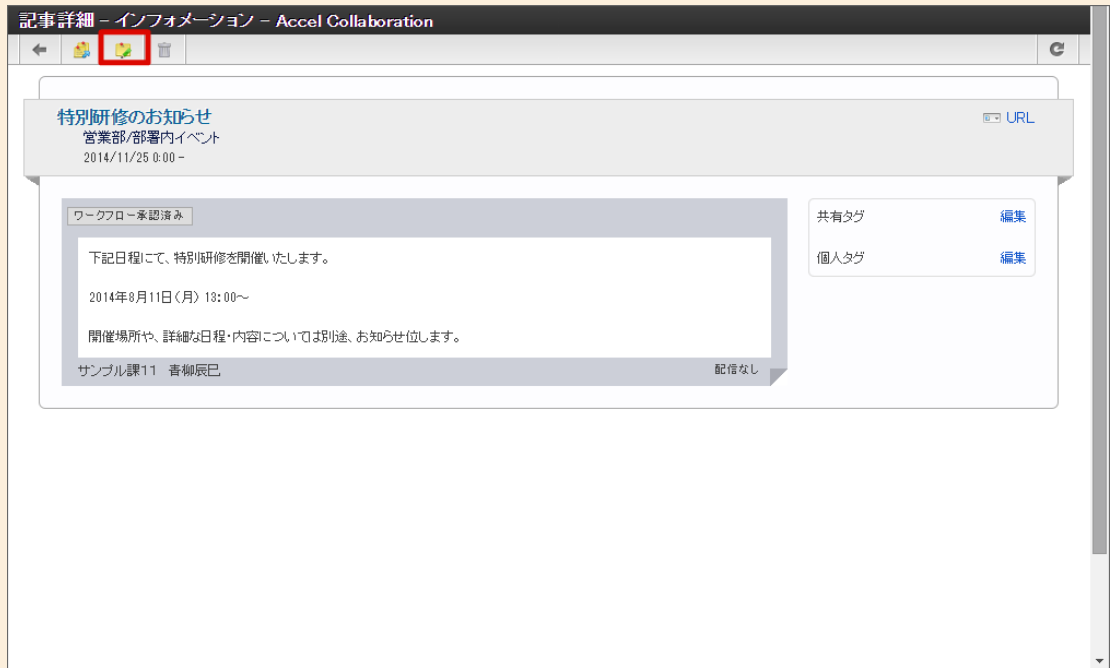 記事詳細 – インフォメーション – Accel Collaboration
特別研修のお知らせ
URL
営業部/部署内イベント
2014/11/25 0:00 –
ワークフロー承認済み
下記日程にて、特別研修を開催いたします。
2014年8月11日(月) 13:00～
開催場所や、詳細な日程・内容については別途、お知らせ位します。
サンプル課11 青柳辰巳
配信なし
共有タグ 編集
個人タグ 編集